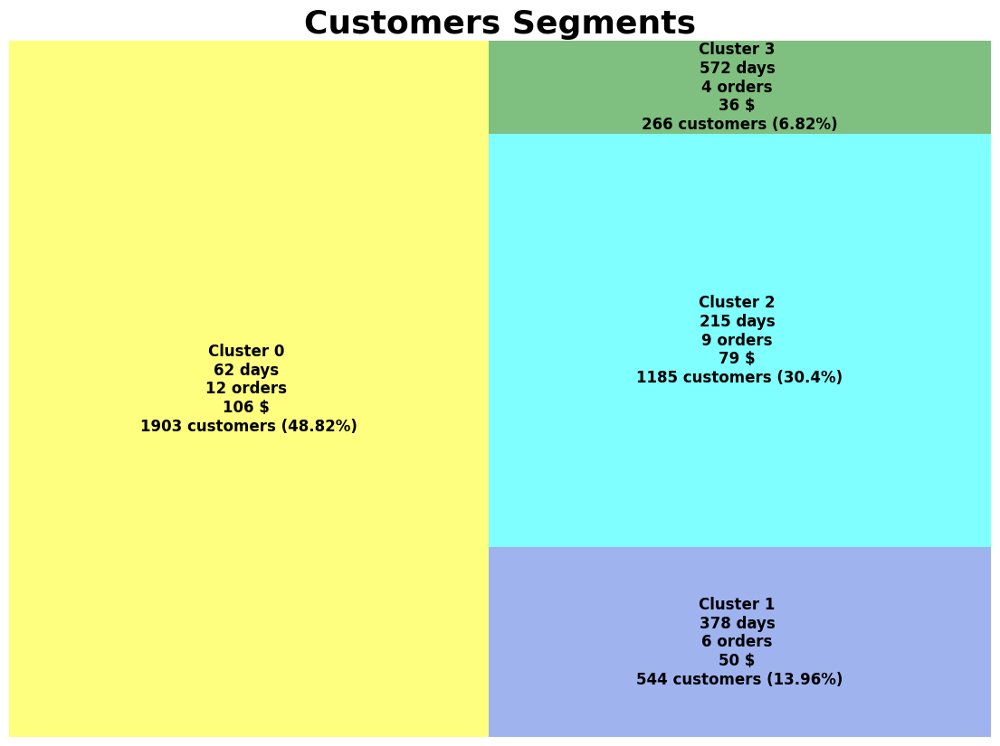 Customers Segments
Cluster 0
62 days
12 orders
106 $
1903 customers (48.82%)
Cluster 3
572 days
4 orders
36 $
266 customers (6.82%)
Cluster 2
215 days
9 orders
79 $
1185 customers (30.4%)
Cluster 1
378 days
6 orders
50 $
544 customers (13.96%)